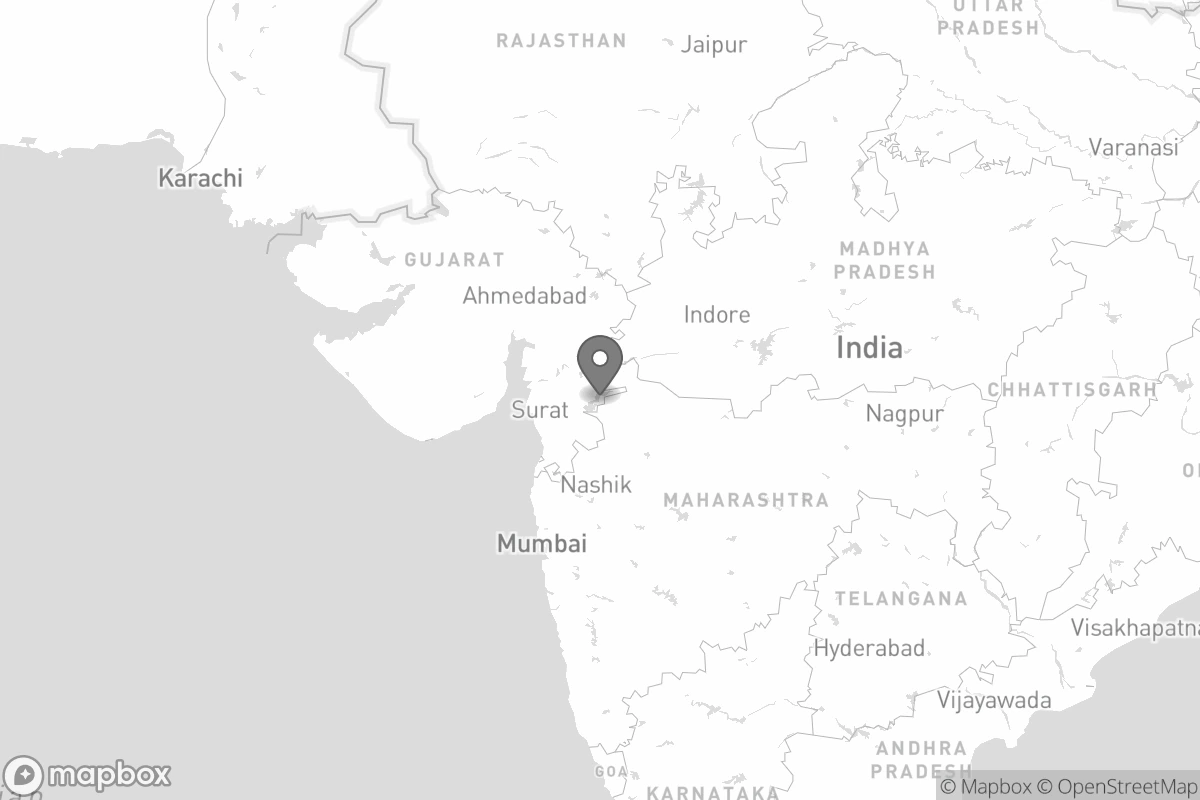 UTTAR
PRADESH
RAJASTHAN
Jaipur
Varanasi
Karachi
MADHYA
PRADESH
GUJARAT
Ahmedabad
Indore
India
CHHATTISGARH
Surat
Nagpur
Nashik
MAHARASHTRA
Mumbai
TELANGANA
Visakhapatna
Hyderabad
Vijayawada
ANDHRA
PRADESH
GOA
KARNATAKA
mapbox
© Mapbox © OpenStreetMap